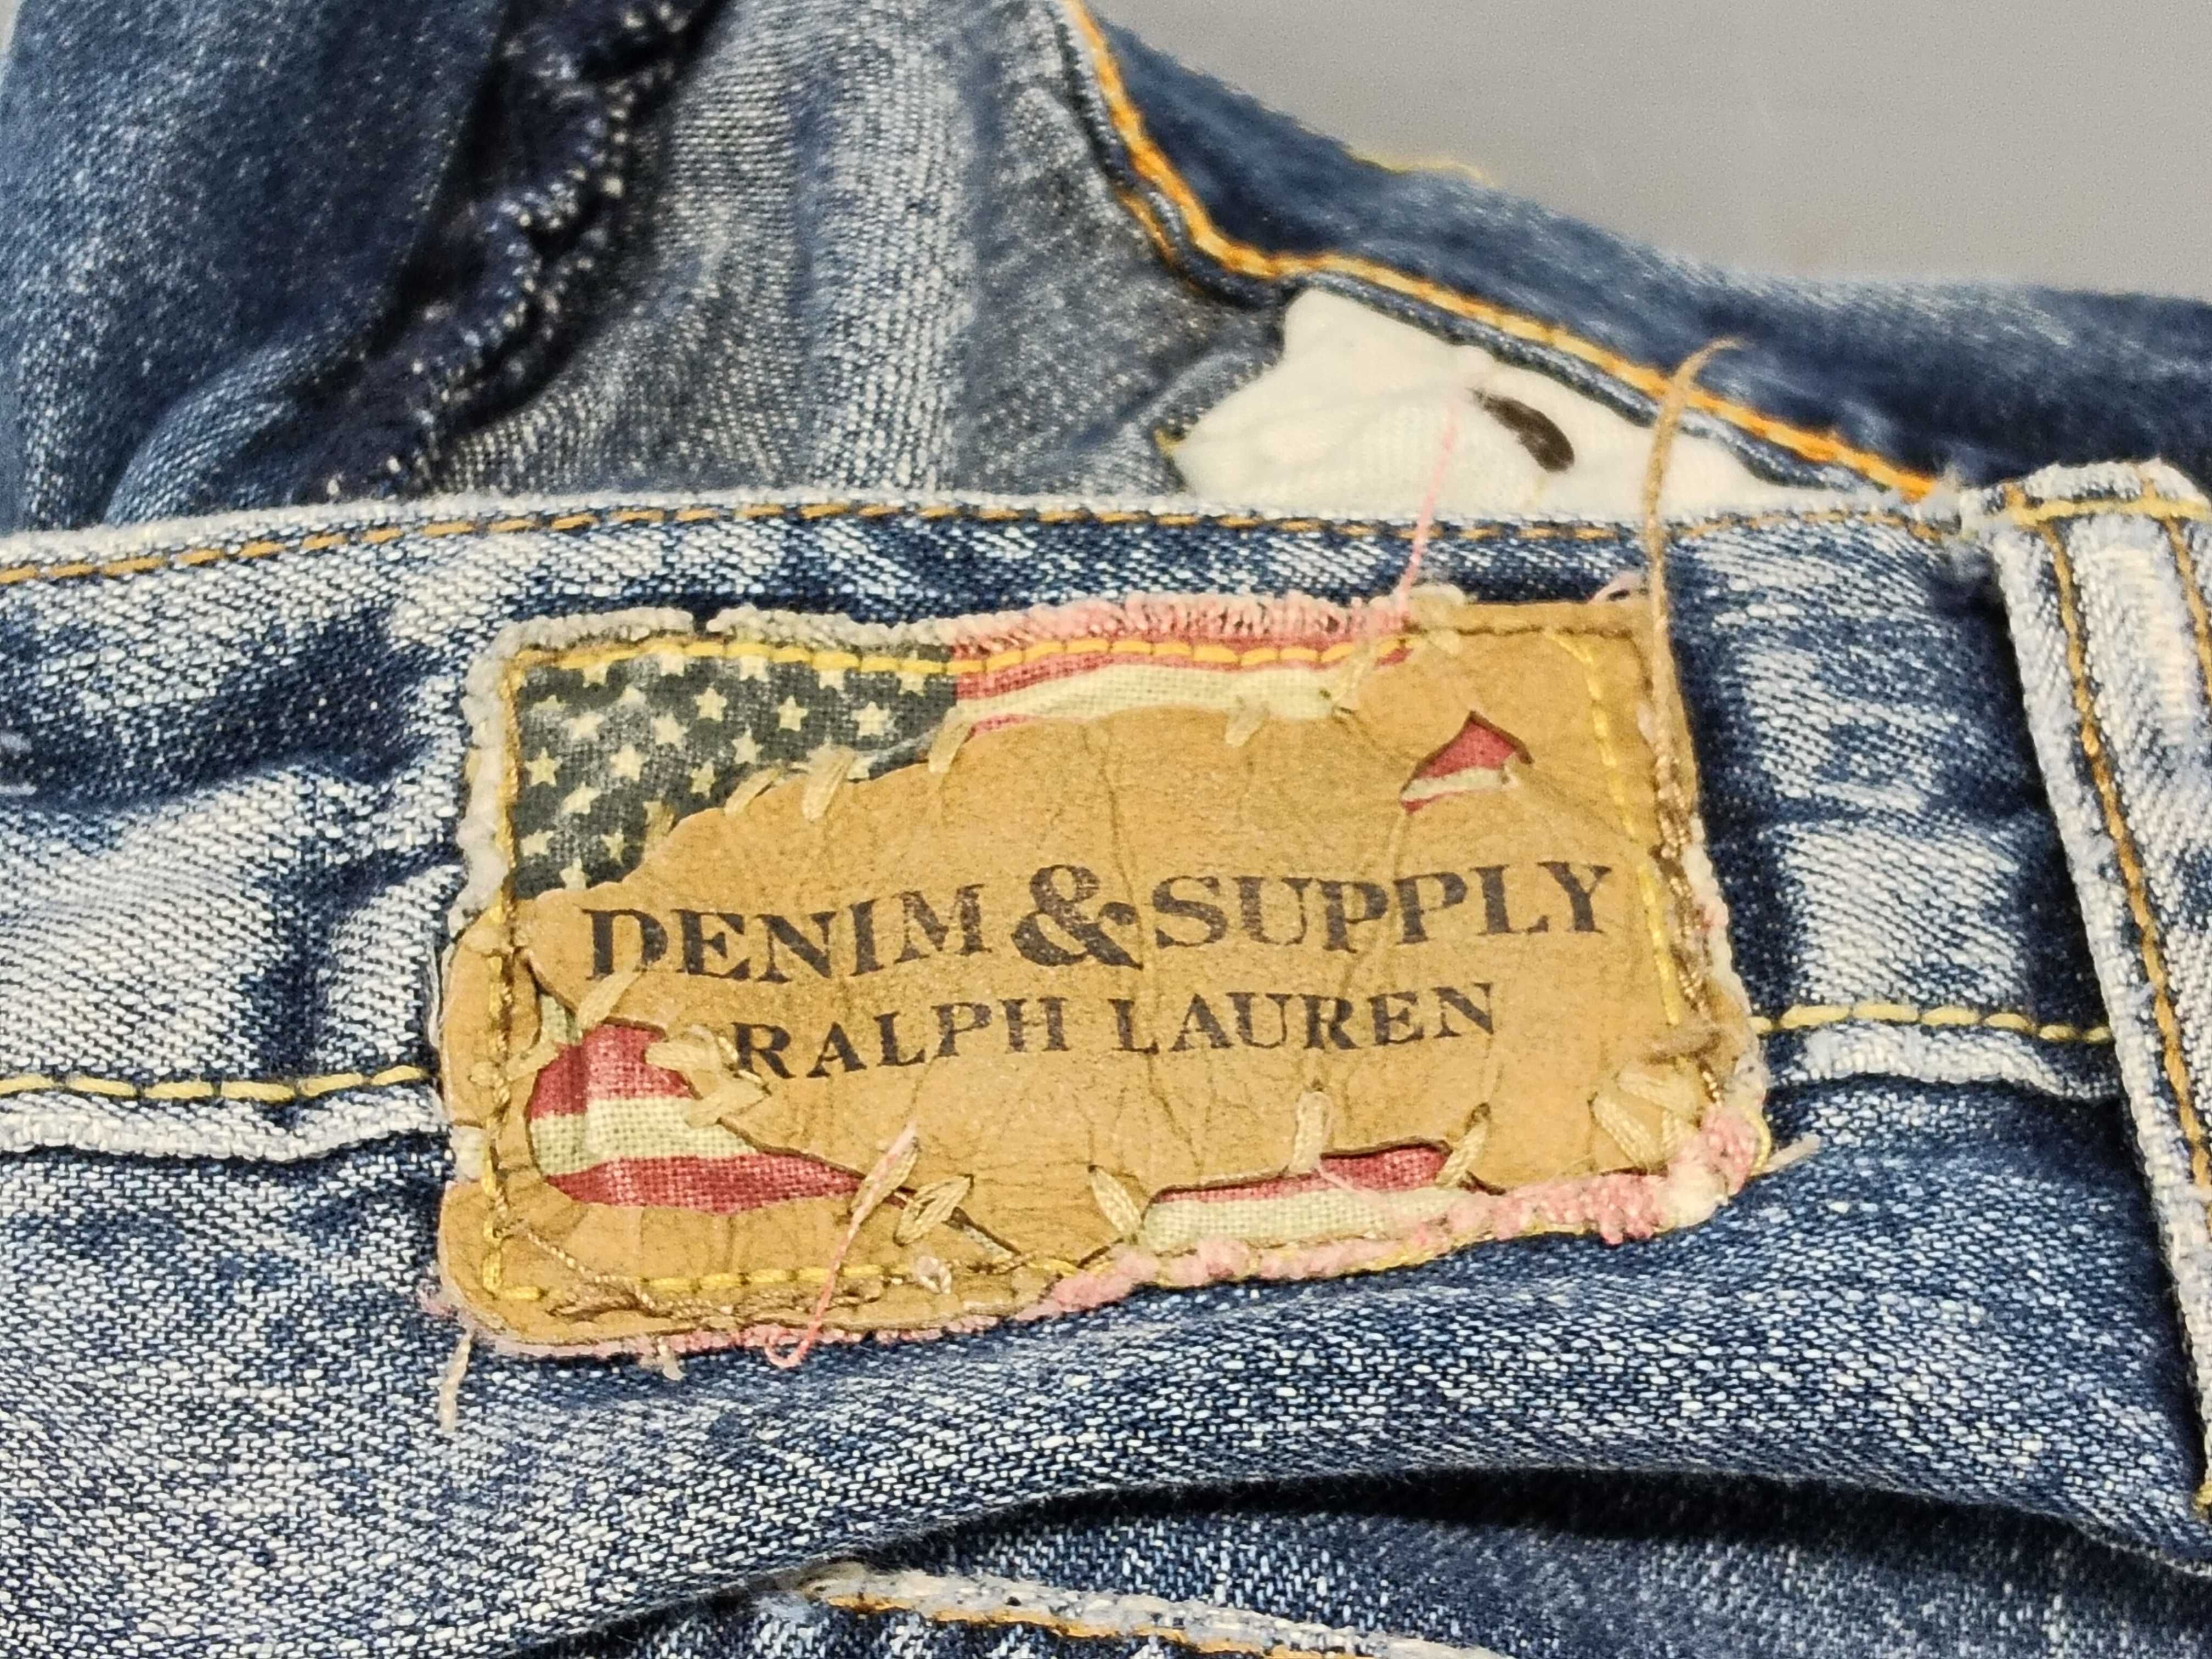 DENIM & SUPPLY
RALPH LAUREN